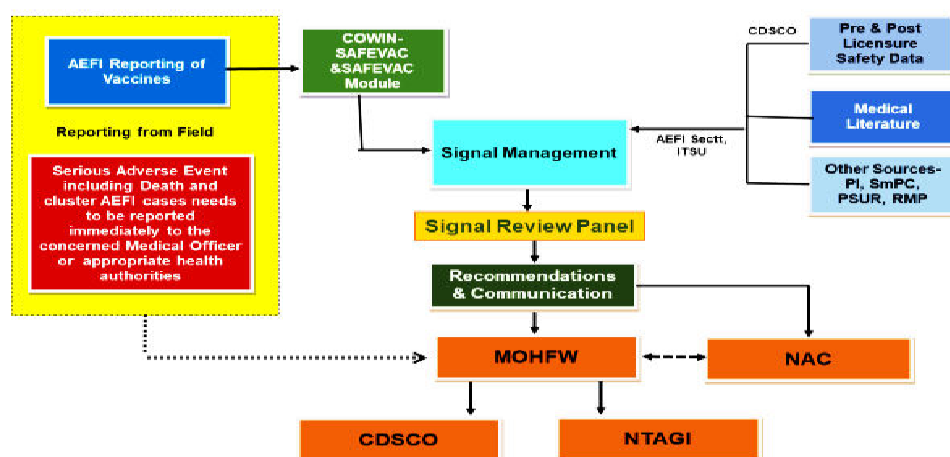 AEFI Reporting of
Vaccines
Reporting from Field
Serious Adverse Event
including Death and
cluster AEFI cases needs
to be reported
immediately to the
concerned Medical Officer
or appropriate health
authorities
COWIN-
SAFEVAC
&SAFEVAC
Module
CDSCO
Pre & Post
Licensure
Safety Data
Medical
Literature
Other Sources-
PI, SmPC,
PSUR, RMP
AEFI Sectt,
ITSU
Signal Management
Signal Review Panel
Recommendations
& Communication
MOHFW
NAC
CDSCO
NTAGI